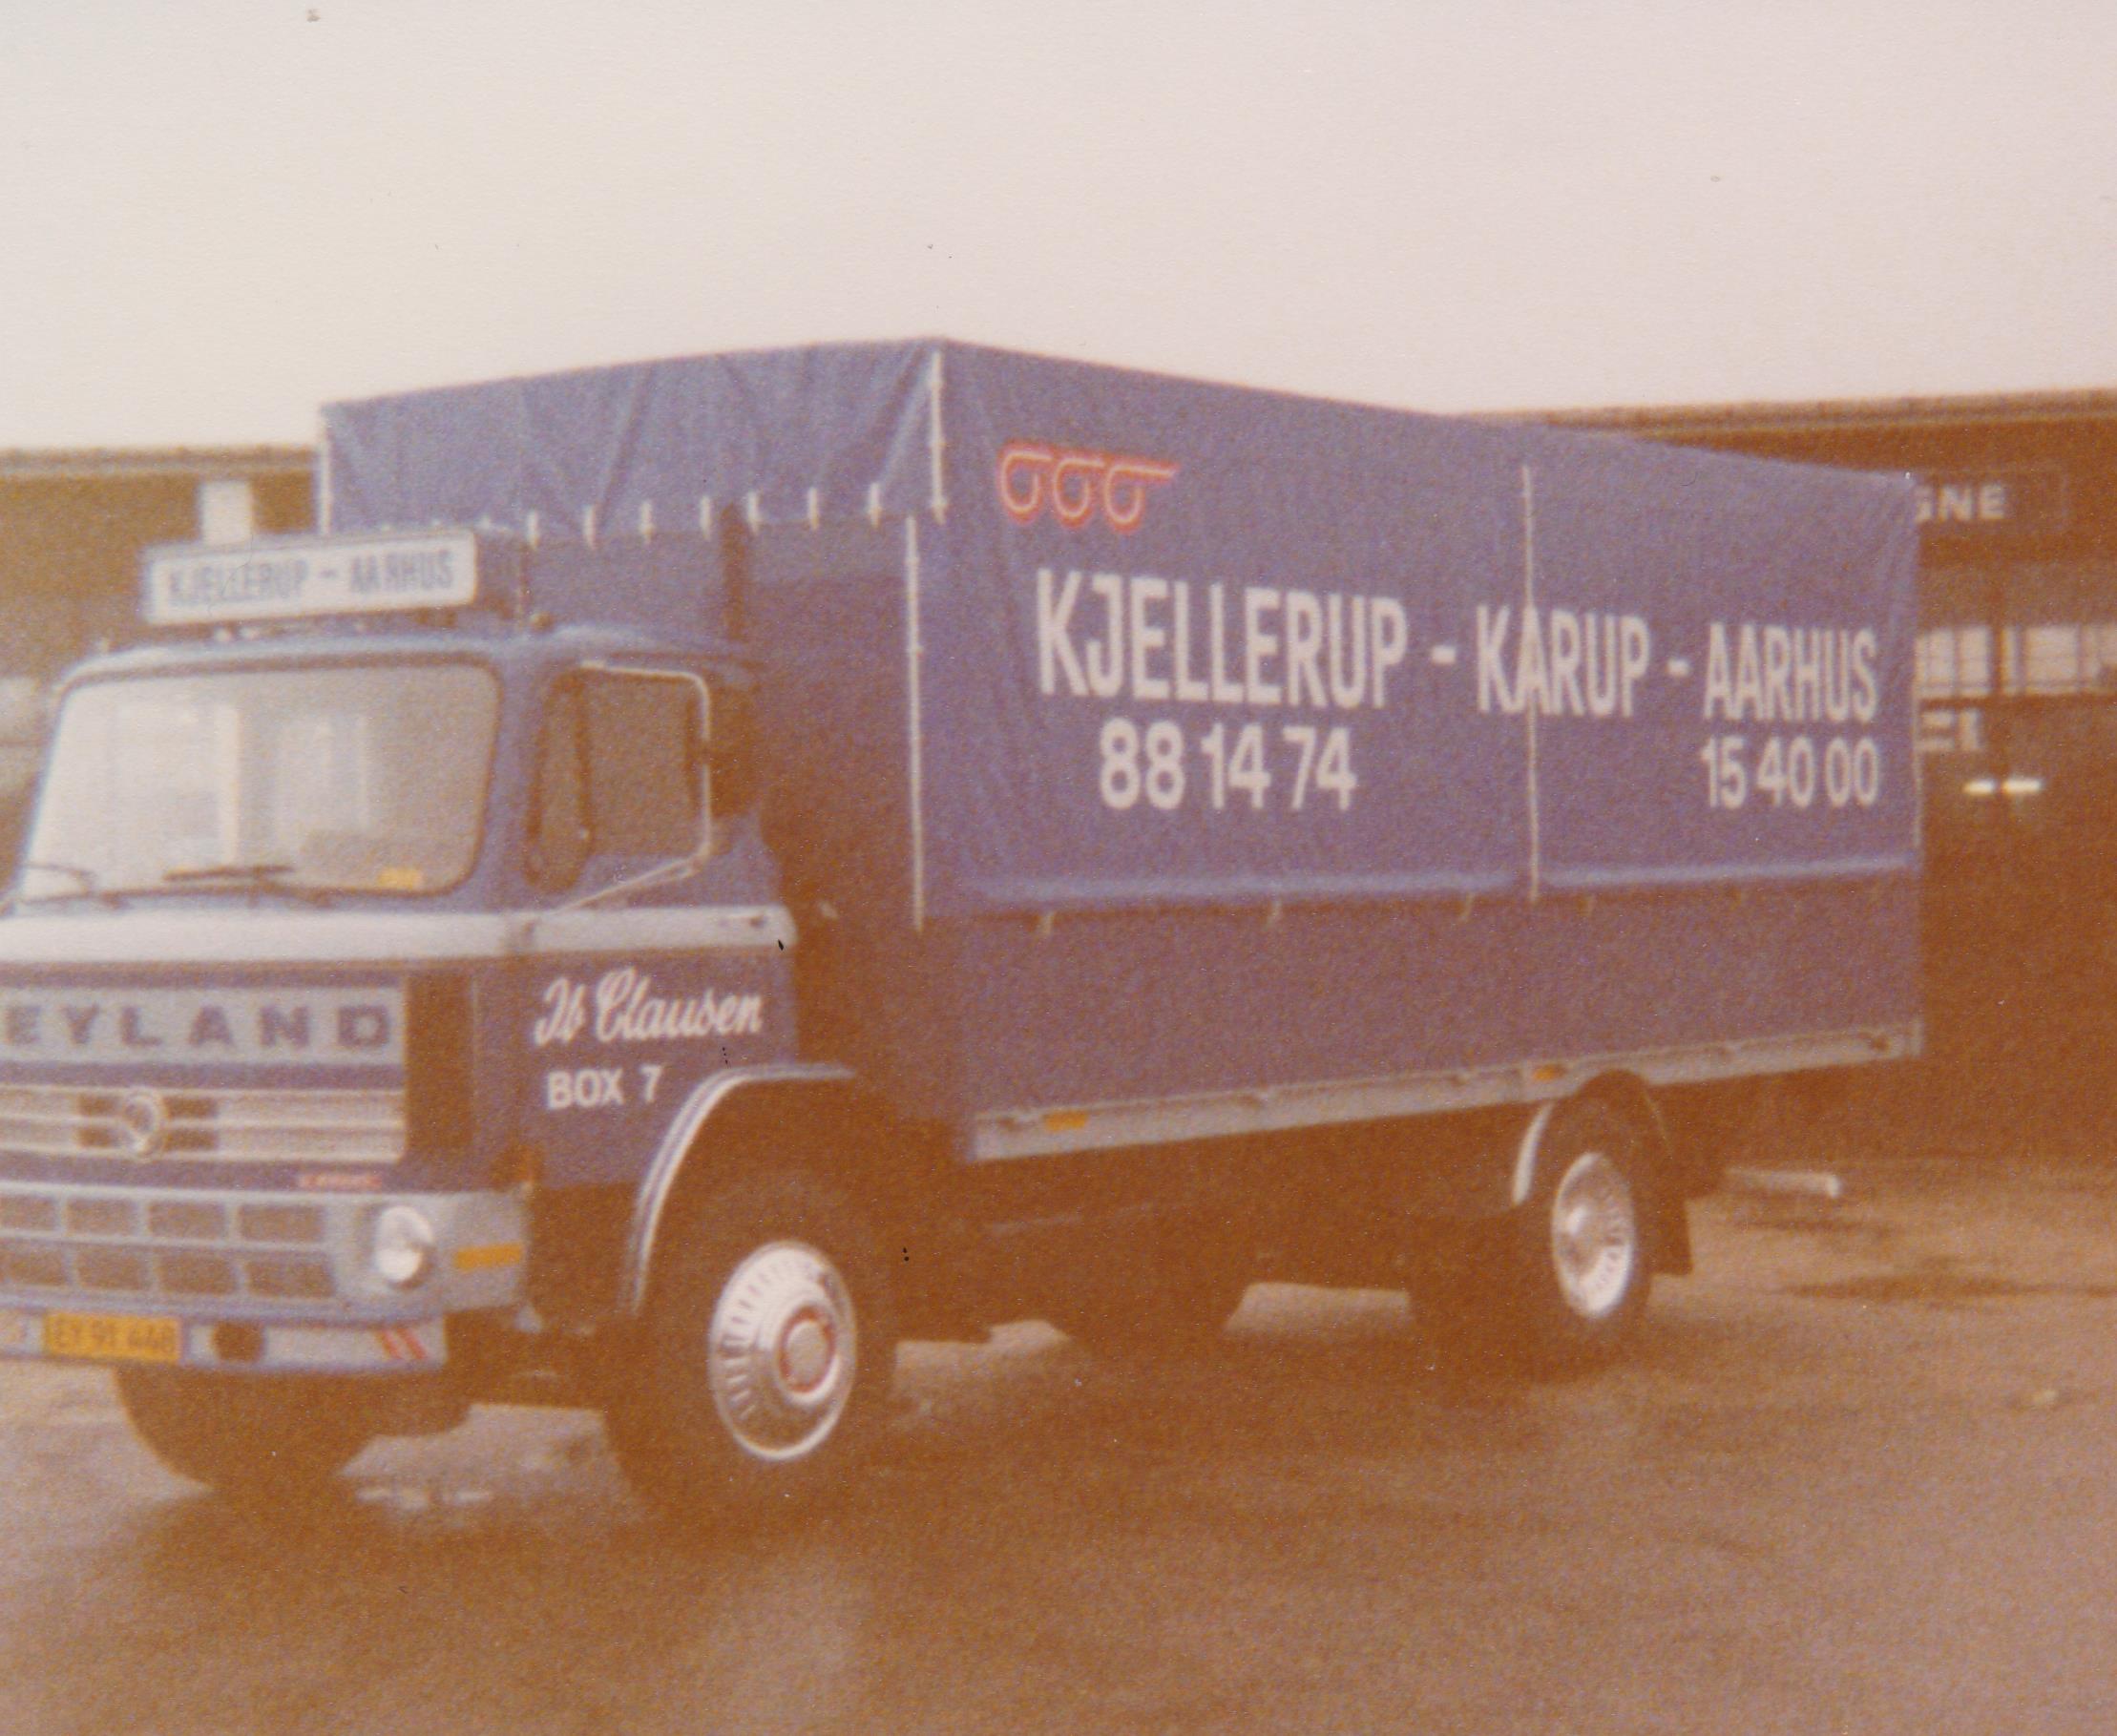 KJELLERUP - AARHUS
KJELLERUP - KARUP - AARHUS
88 14 74
15 40 00
EYLAND
Ib Clausen
BOX 7
GNE